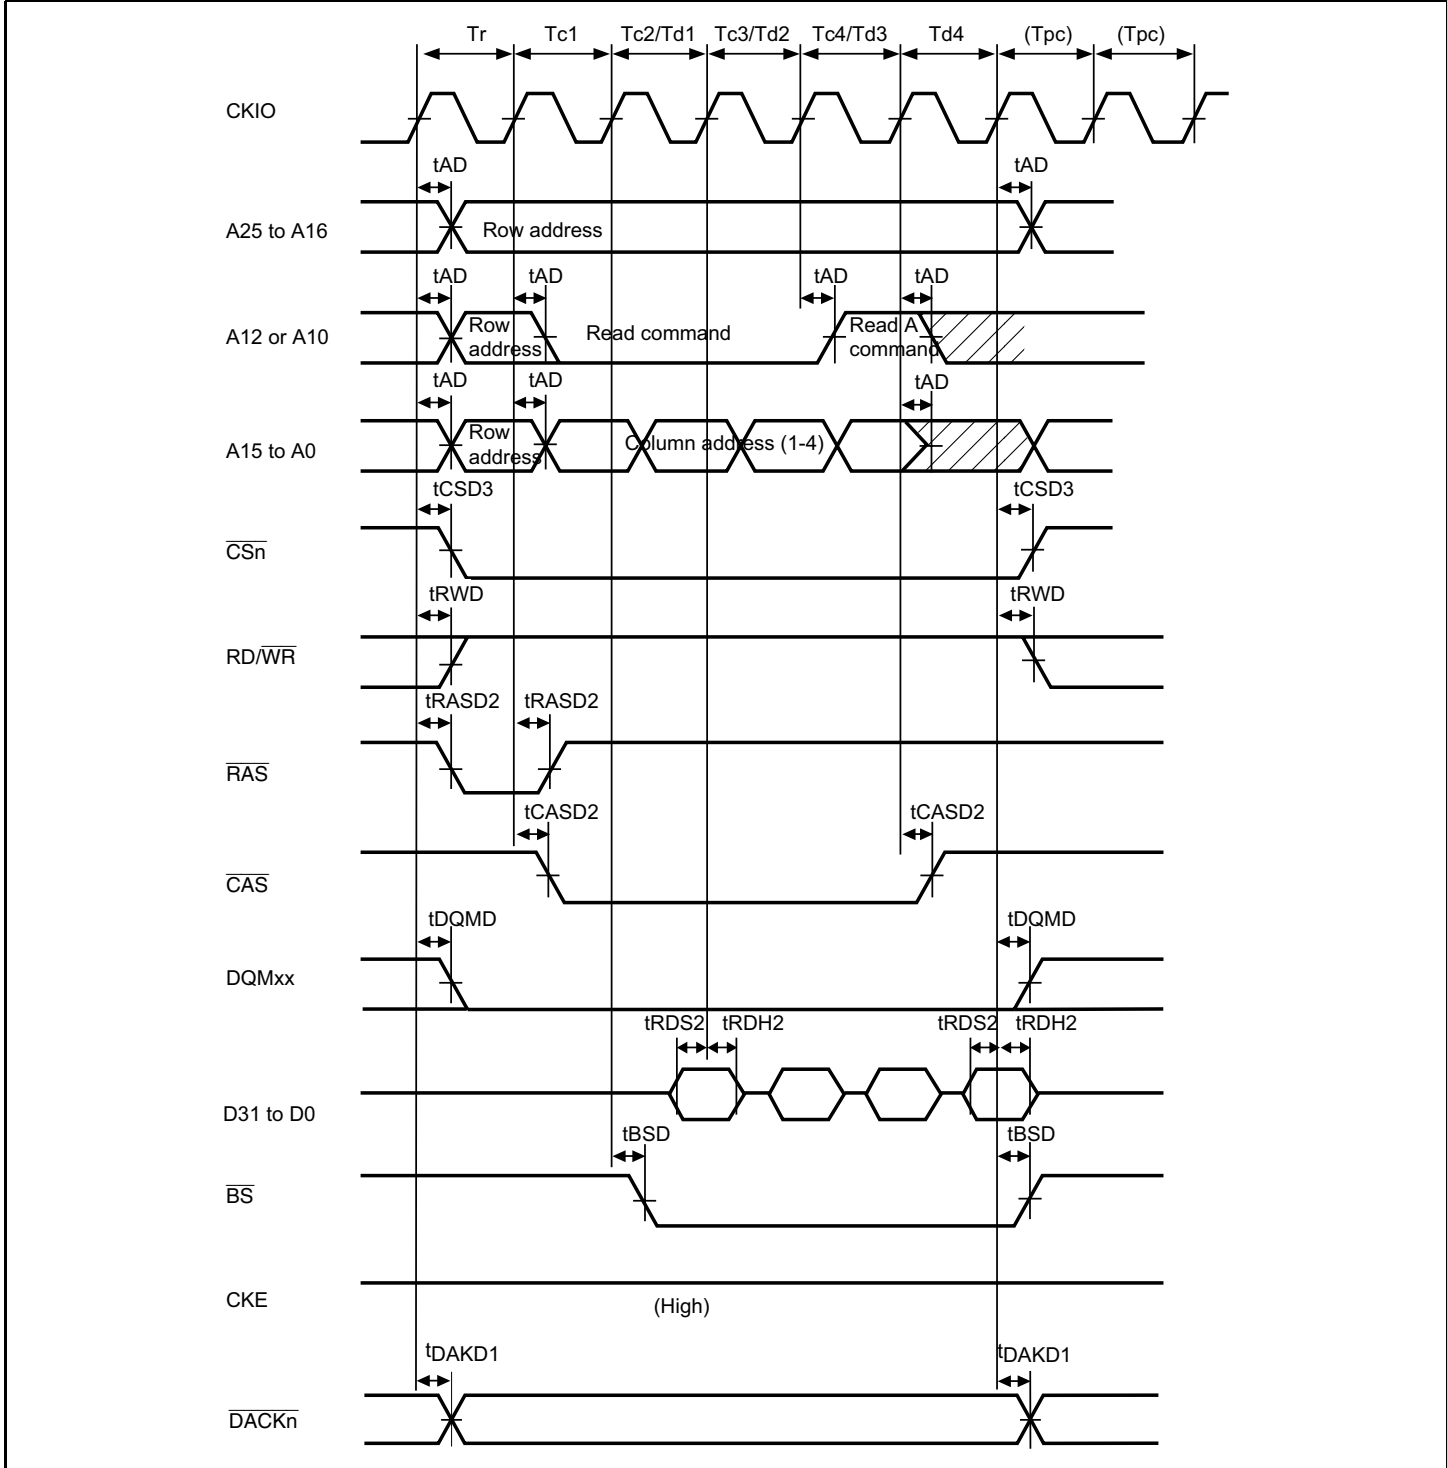 Tr Tc1 Tc2/Td1 Tc3/Td2 Tc4/Td3 Td4 (Tpc) (Tpc)
CKIO
tAD tAD
A25 to A16 Row address
tAD tAD tAD tAD
A12 or A10 Row address Read command Read A command
tAD tAD tAD
A15 to A0 Row address Column address (1-4)
tCSD3 tCSD3
CSn
tRWD tRWD
RD/WR
tRASD2 tRASD2
RAS
tCASD2 tCASD2
CAS
tDQMD tDQMD
DQMxx
tRDS2 tRDH2 tRDS2 tRDH2
D31 to D0
tBSD tBSD
BS
CKE (High)
tDAKD1 tDAKD1
DACKn